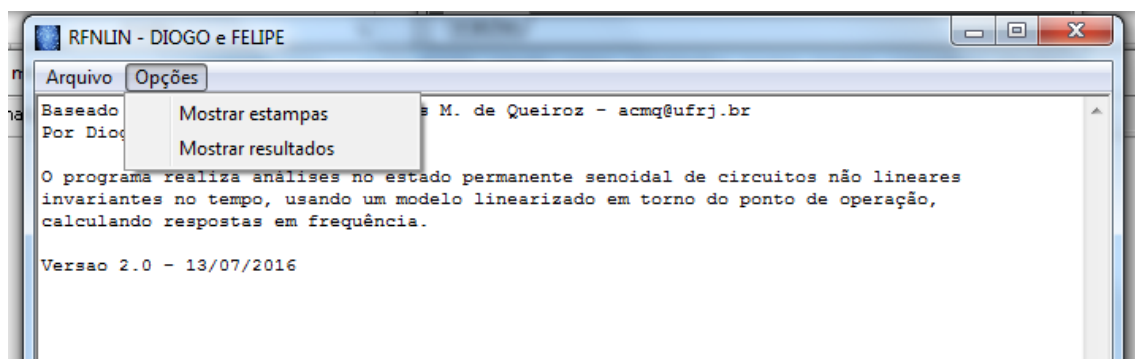 RFNLIN - DIOGO e FELIPE
Arquivo Opções
Mostrar estampas
Mostrar resultados
Baseado M. de Queiroz - acmq@ufrj.br
Por
O programa realiza análises no estado permanente senoidal de circuitos não lineares
invariantes no tempo, usando um modelo linearizado em torno do ponto de operação,
calculando respostas em frequência.
Versao 2.0 - 13/07/2016